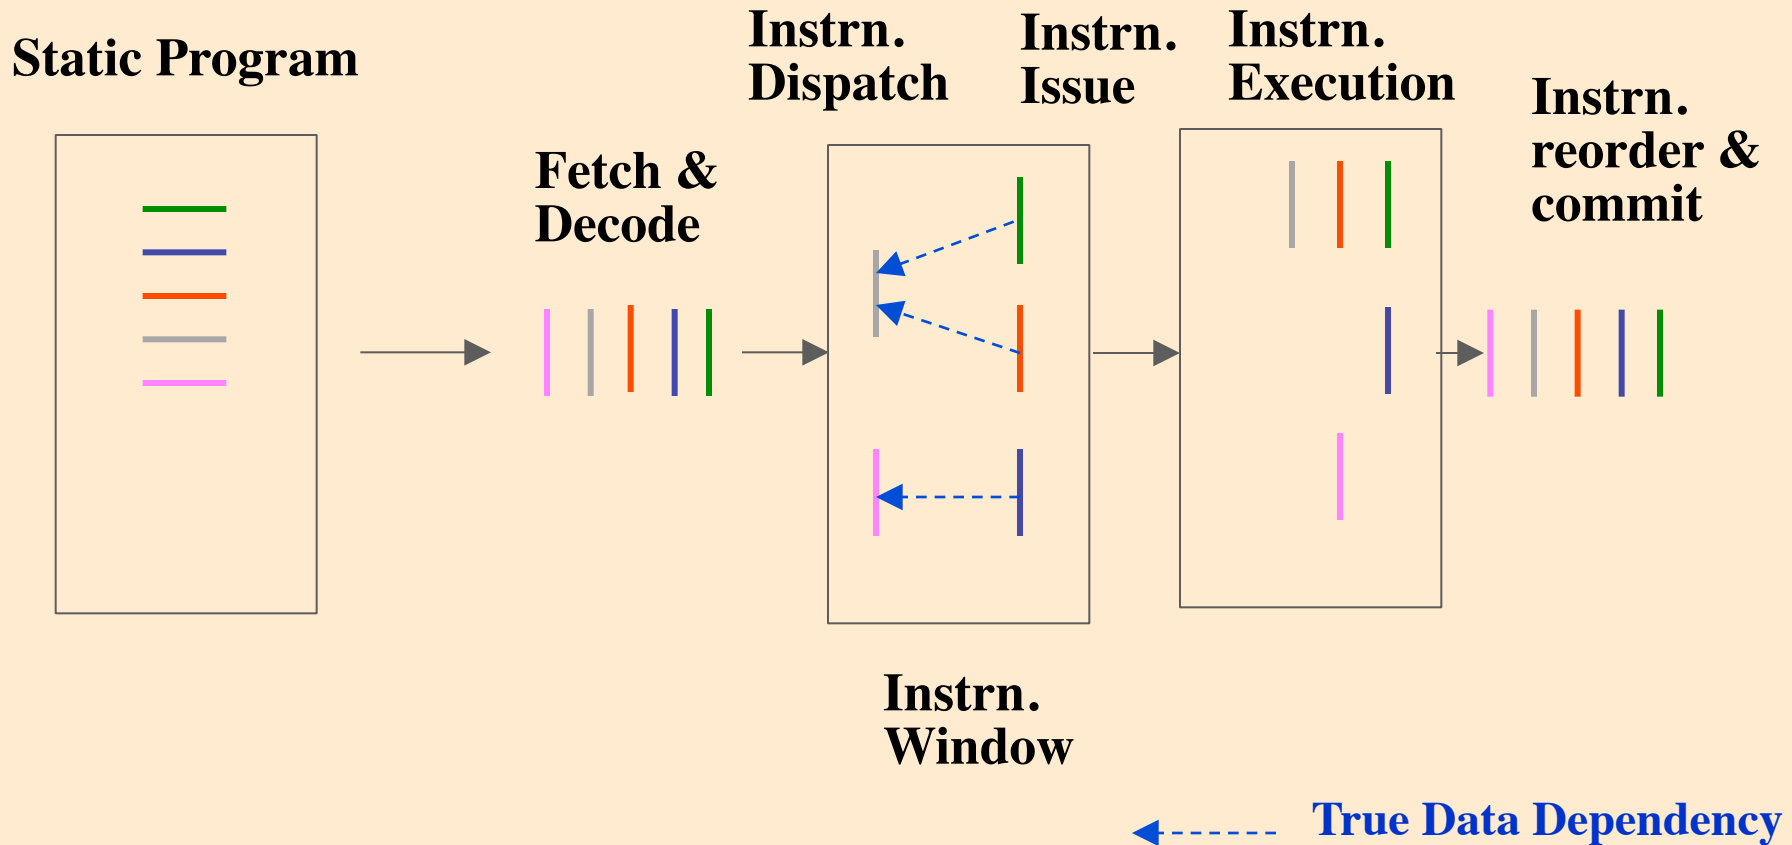 Static Program
Fetch &
Decode
Instrn.
Dispatch
Instrn.
Issue
Instrn.
Execution
Instrn.
reorder &
commit
Instrn.
Window
True Data Dependency